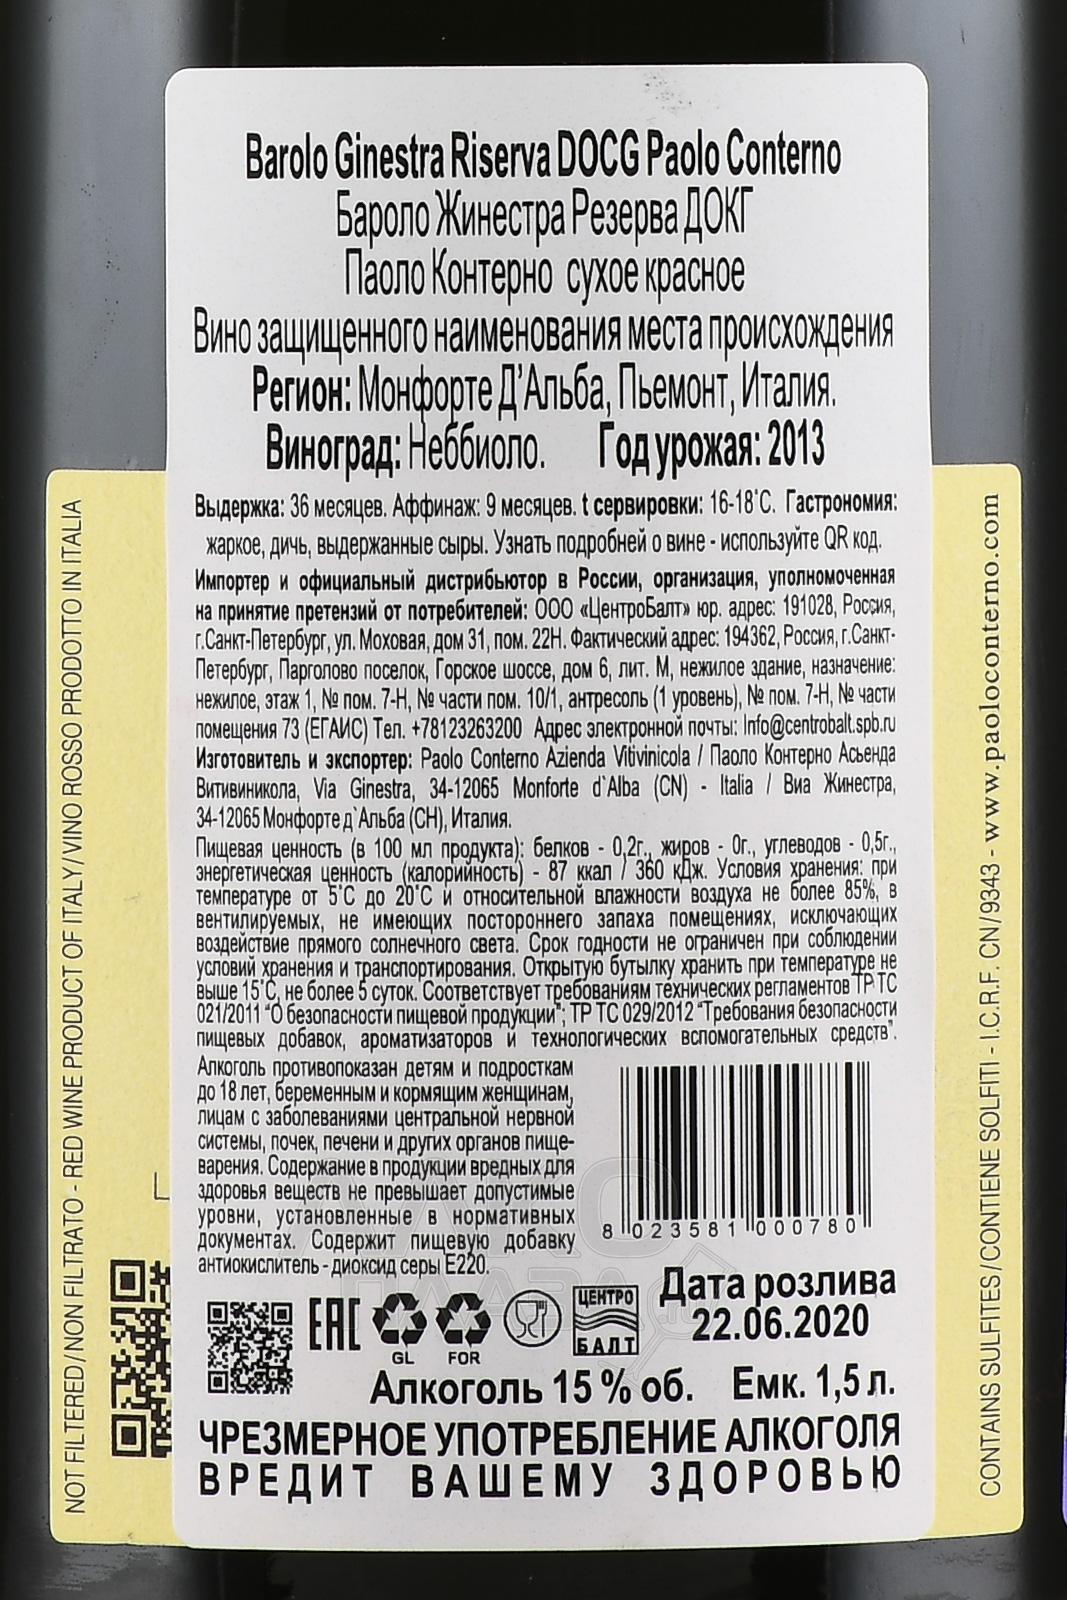 Barolo Ginestra Riserva DOCG Paolo Conterno
Бароло Жинестра Резерва ДОКГ
Паоло Контерно сухое красное
Вино защищенного наименования места происхождения
Регион: Монфорте Д’Альба, Пьемонт, Италия.
Виноград: Неббиоло. Год урожая: 2013
Выдержка: 36 месяцев. Аффинаж: 9 месяцев. t сервировки: 16-18˚С. Гастрономия:
жаркое, дичь, выдержанные сыры. Узнать подробней о вине - используйте QR код.
Импортер и официальный дистрибьютор в России, организация, уполномоченная
на принятие претензий от потребителей: ООО «ЦентроБалт» юр. адрес: 191028, Россия,
г.Санкт-Петербург, ул. Моховая, дом 31, пом. 22Н. Фактический адрес: 194362, Россия, г.Санкт-
Петербург, Парголово поселок, Горское шоссе, дом 6, лит. М, нежилое здание, назначение:
нежилое, этаж 1, № пом. 7-Н, № части пом. 10/1, антресоль (1 уровень), № пом. 7-Н, № части
помещения 73 (ЕГАИС) Тел. +78123263200 Адрес электронной почты: Info@centrobalt.spb.ru
Изготовитель и экспортер: Paolo Conterno Azienda Vitivinicola / Паоло Контерно Асьенда
Витивиникола, Via Ginestra, 34-12065 Monforte d`Alba (CN) - Italia / Виа Жинестра,
34-12065 Монфорте д`Альба (CH), Италия.
Пищевая ценность (в 100 мл продукта): белков - 0,2г., жиров - 0г., углеводов - 0,5г.,
энергетическая ценность (калорийность) - 87 ккал / 360 кДж. Условия хранения: при
температуре от 5˚С до 20˚С и относительной влажности воздуха не более 85%, в
вентилируемых, не имеющих постороннего запаха помещениях, исключающих
воздействие прямого солнечного света. Срок годности не ограничен при соблюдении
условий хранения и транспортирования. Открытую бутылку хранить при температуре не
выше 15˚С, не более 5 суток. Соответствует требованиям технических регламентов ТР ТС
021/2011 “О безопасности пищевой продукции”; ТР ТС 029/2012 “Требования безопасности
пищевых добавок, ароматизаторов и технологических вспомогательных средств”.
Алкоголь противопоказан детям и подросткам
до 18 лет, беременным и кормящим женщинам,
лицам с заболеваниями центральной нервной
системы, почек, печени и других органов пище-
варения. Содержание в продукции вредных для
здоровья веществ не превышает допустимые
уровни, установленные в нормативных
документах. Содержит пищевую добавку
антиокислитель - диоксид серы Е220.
8 023581 000780
EAC
GL
FOR
ЦЕНТРО
БАЛТ
Дата розлива
22.06.2020
Алкоголь 15 % об. Емк. 1,5 л.
ЧРЕЗМЕРНОЕ УПОТРЕБЛЕНИЕ АЛКОГОЛЯ
ВРЕДИТ ВАШЕМУ ЗДОРОВЬЮ
NOT FILTERED/NON FILTRATO - RED WINE PRODUCT OF ITALY/VINO ROSSO PRODOTTO IN ITALIA
L
CONTAINS SULFITES/CONTIENE SOLFITI - I.C.R.F. CN/9343 - www.paoloconterno.com